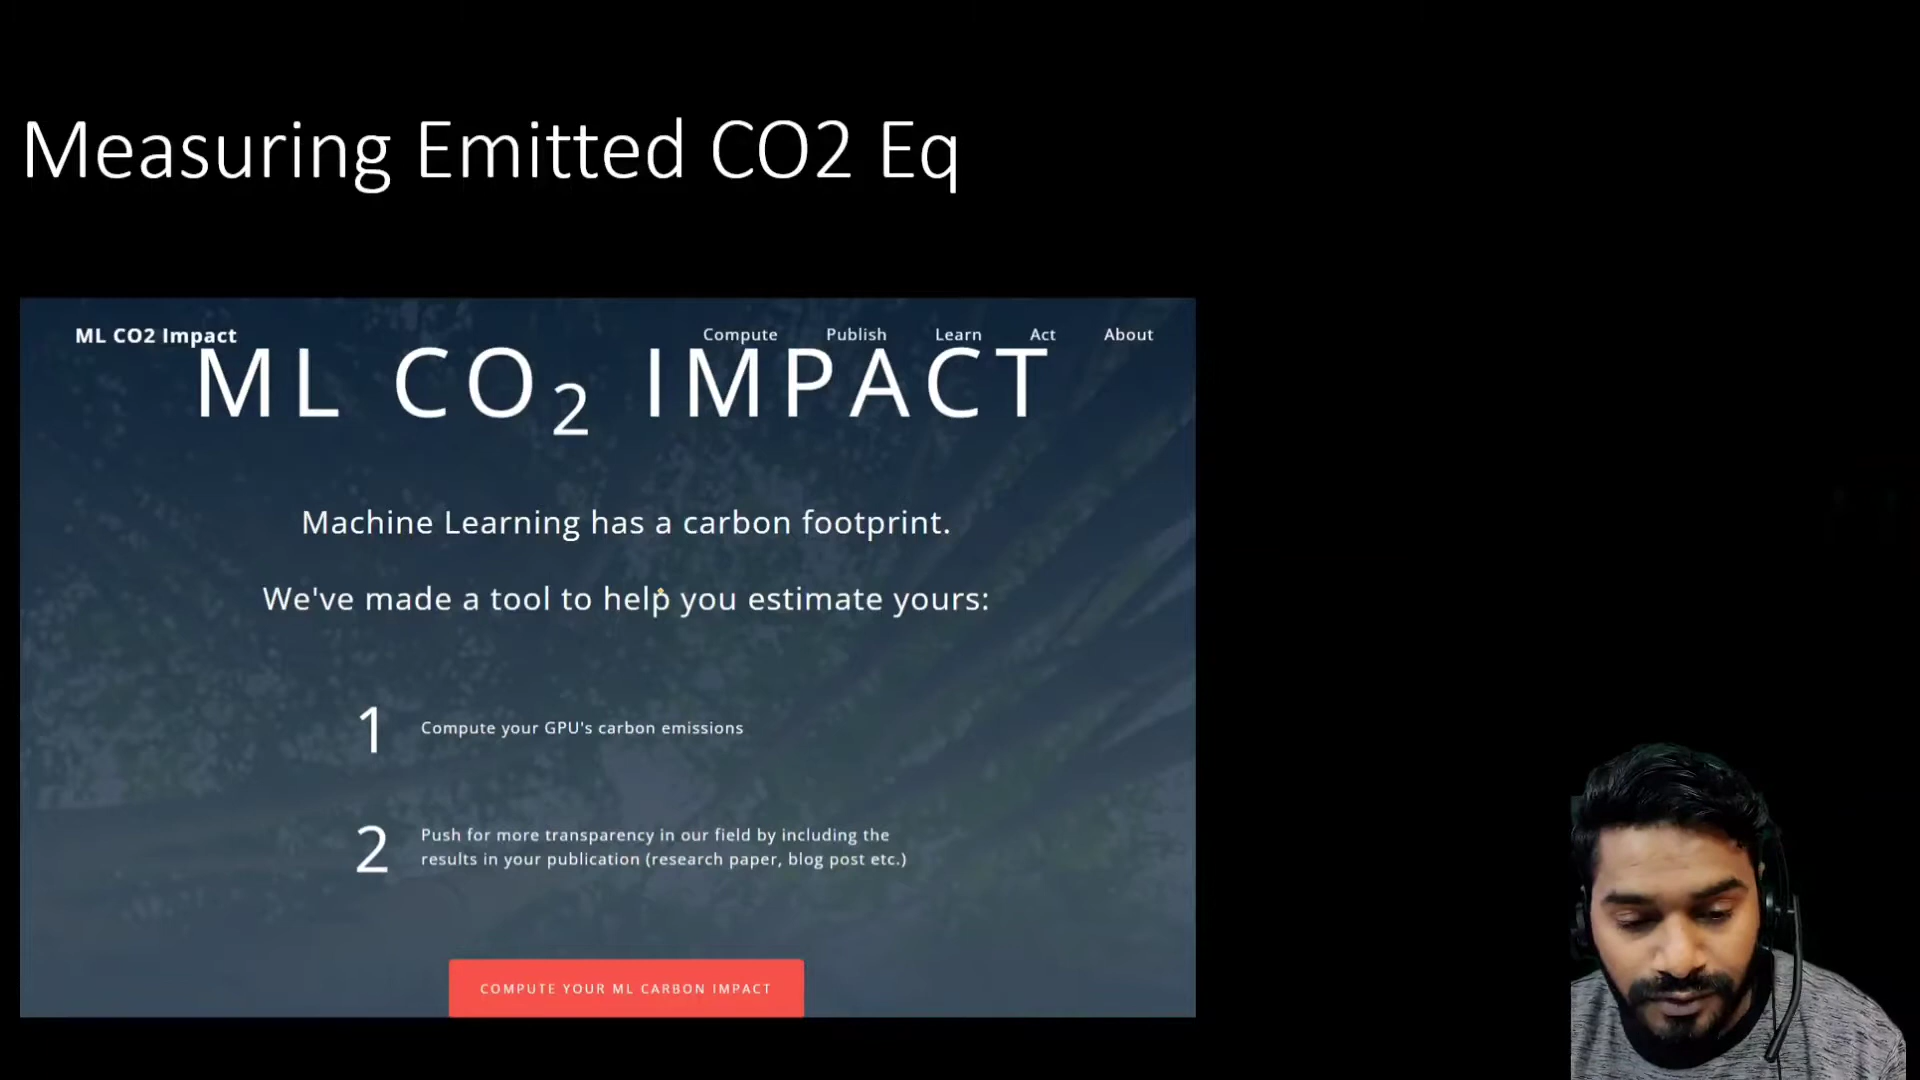 Measuring Emitted CO2 Eq
ML CO2 Impact
Compute Publish Learn Act About
ML CO2 IMPACT
Machine Learning has a carbon footprint.
We've made a tool to help you estimate yours:
1 Compute your GPU's carbon emissions
2 Push for more transparency in our field by including the
results in your publication (research paper, blog post etc.)
COMPUTE YOUR ML CARBON IMPACT